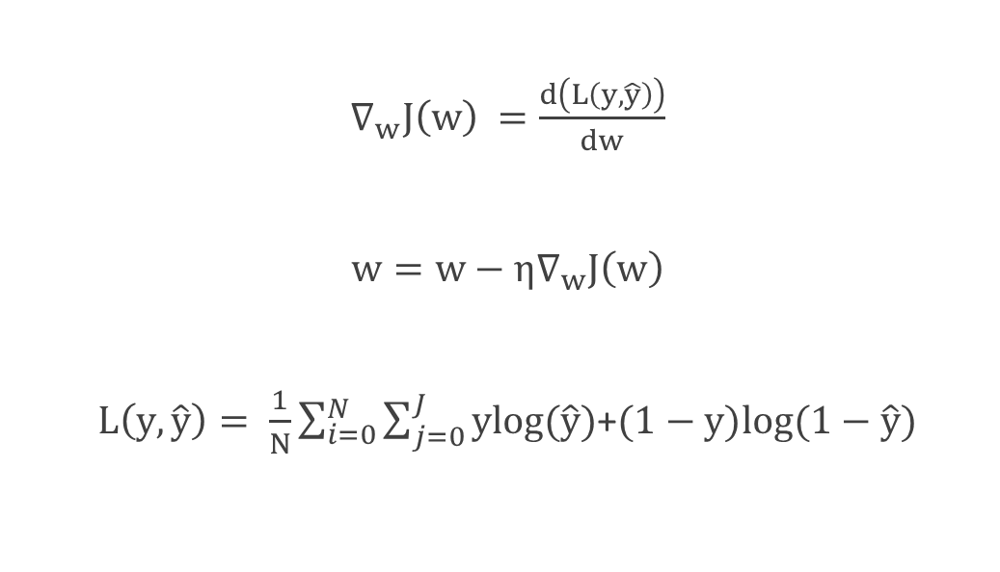 ∇wJ(w) = d(L(y,ŷ))/dw
w = w − η∇wJ(w)
L(y, ŷ) = 1/N ∑_{i=0}^{N} ∑_{j=0}^{J} ylog(ŷ)+(1 − y)log(1 − ŷ)